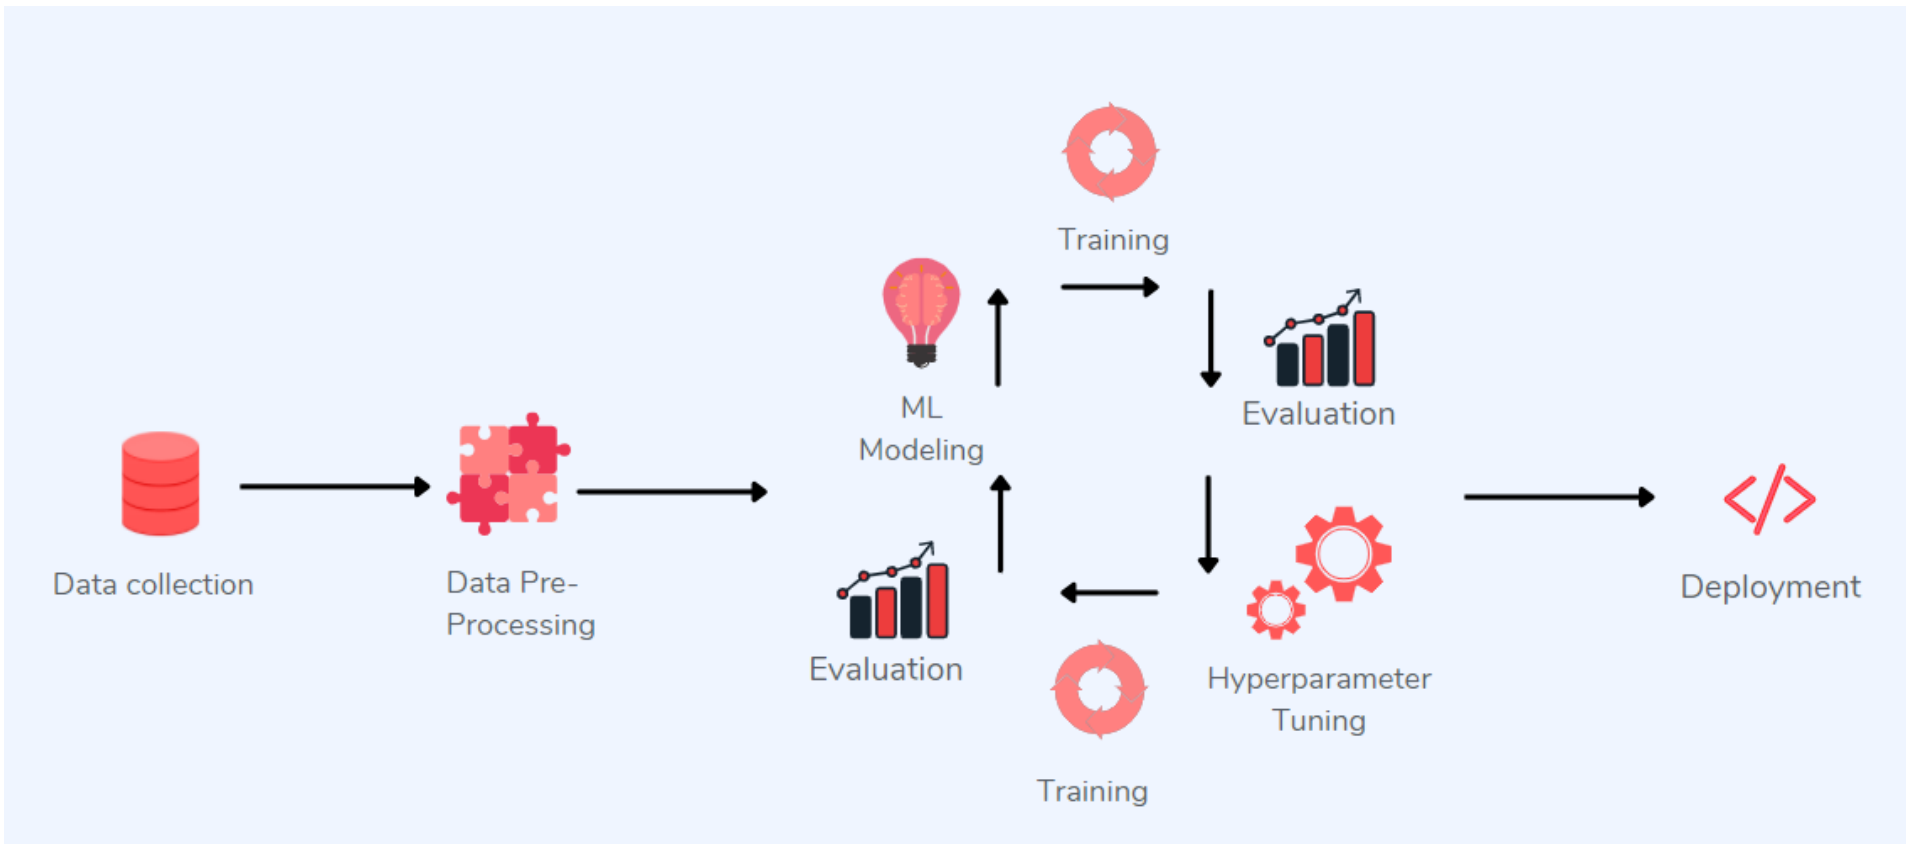 Data collection
Data Pre-
Processing
ML
Modeling
Training
Evaluation
Hyperparameter
Tuning
Training
Evaluation
Deployment